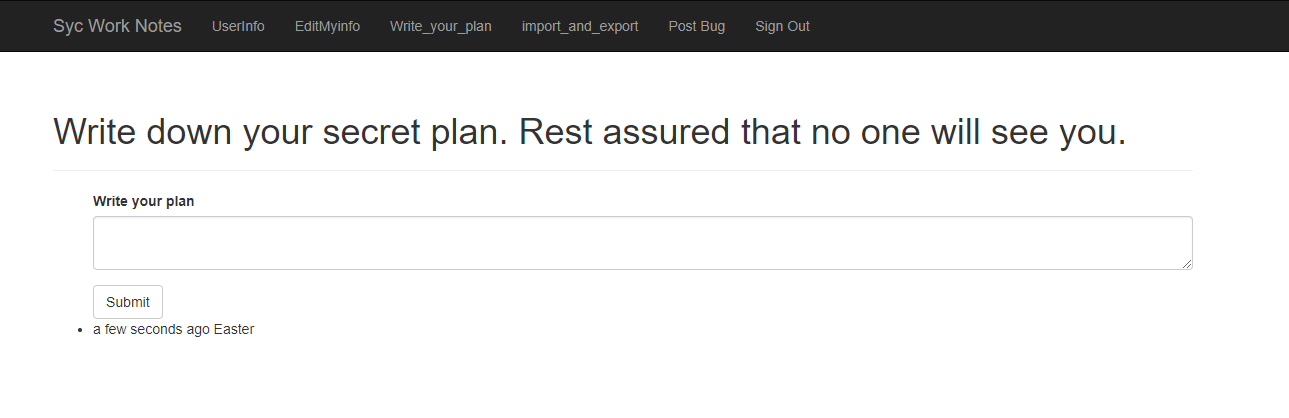 Syc Work Notes UserInfo EditMyinfo Write_your_plan import_and_export Post Bug Sign Out
Write down your secret plan. Rest assured that no one will see you.
Write your plan
Submit
a few seconds ago Easter